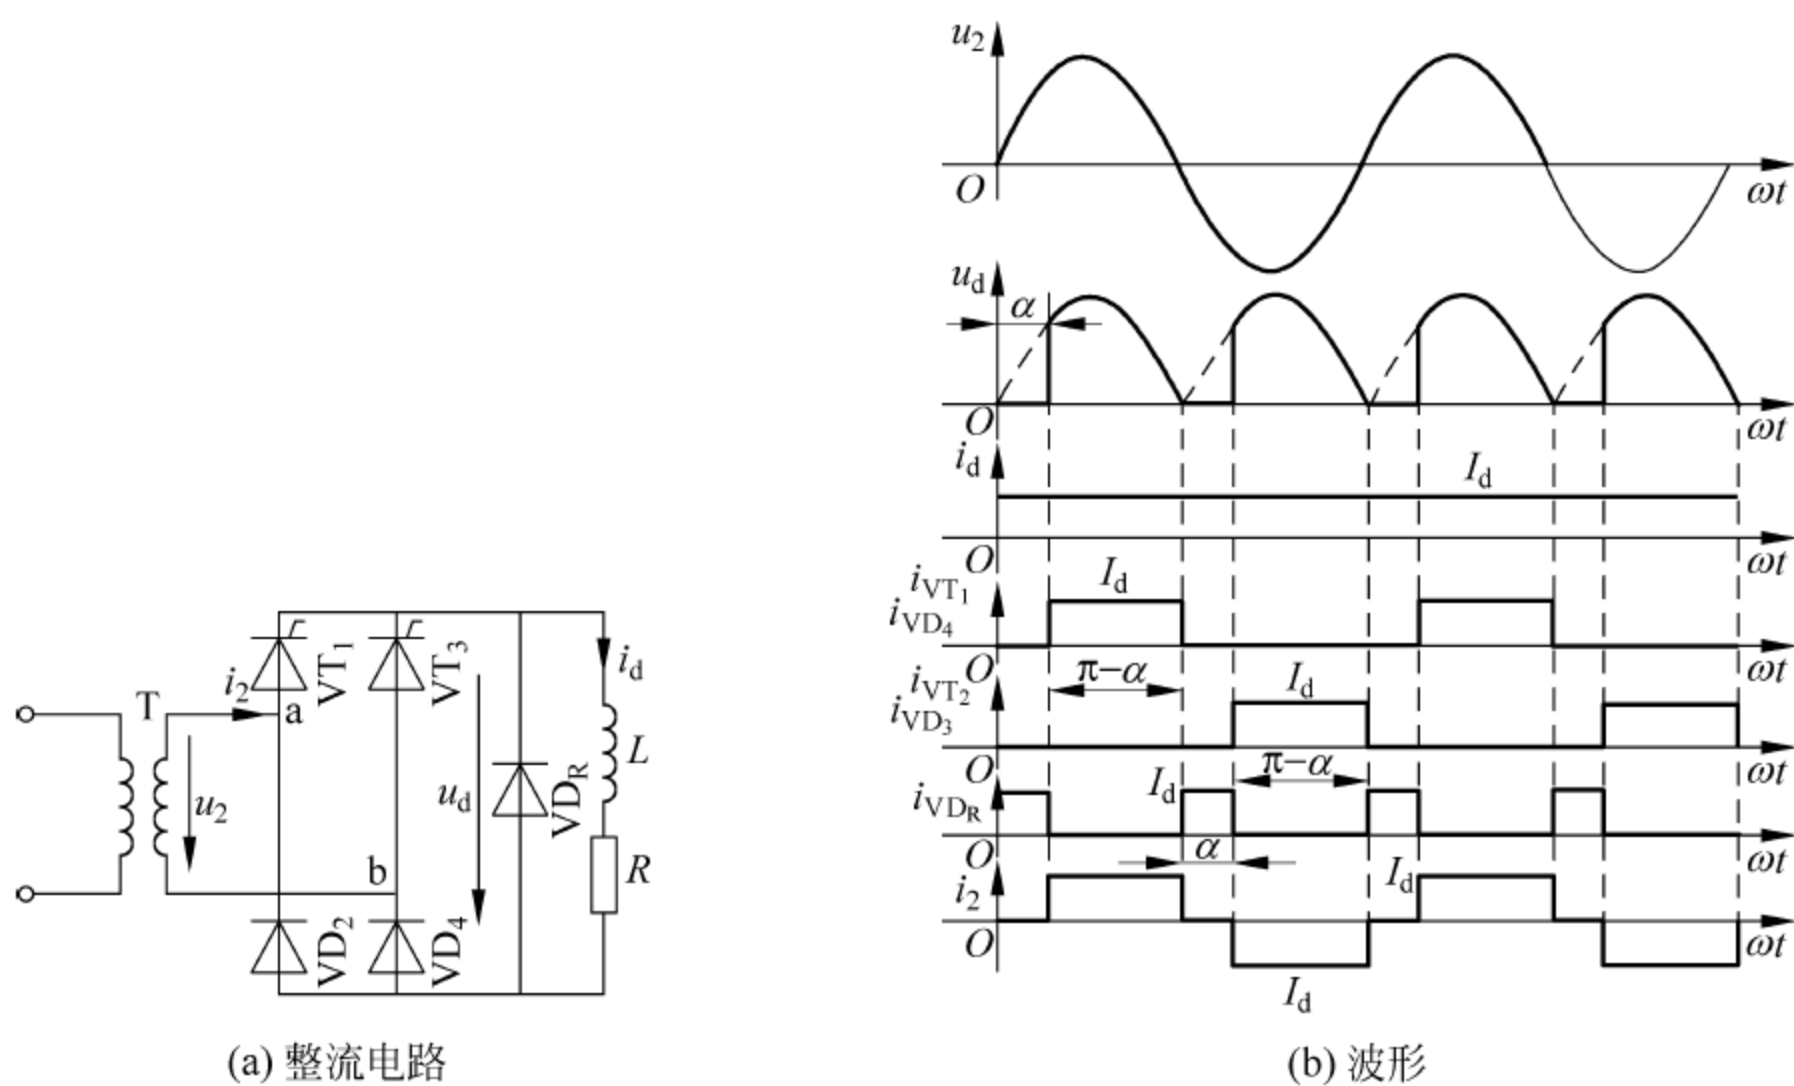 T
i2
a
u2
b
VT1
VT3
VD2
VD4
ud
VDR
id
L
R
(a) 整流电路
u2
O
ωt
ud
α
O
ωt
id
Id
O
ωt
iVT1
iVD4
Id
O
ωt
π−α
iVT2
iVD3
Id
O
ωt
π−α
iVDR
Id
O
ωt
α
i2
Id
O
ωt
Id
(b) 波形